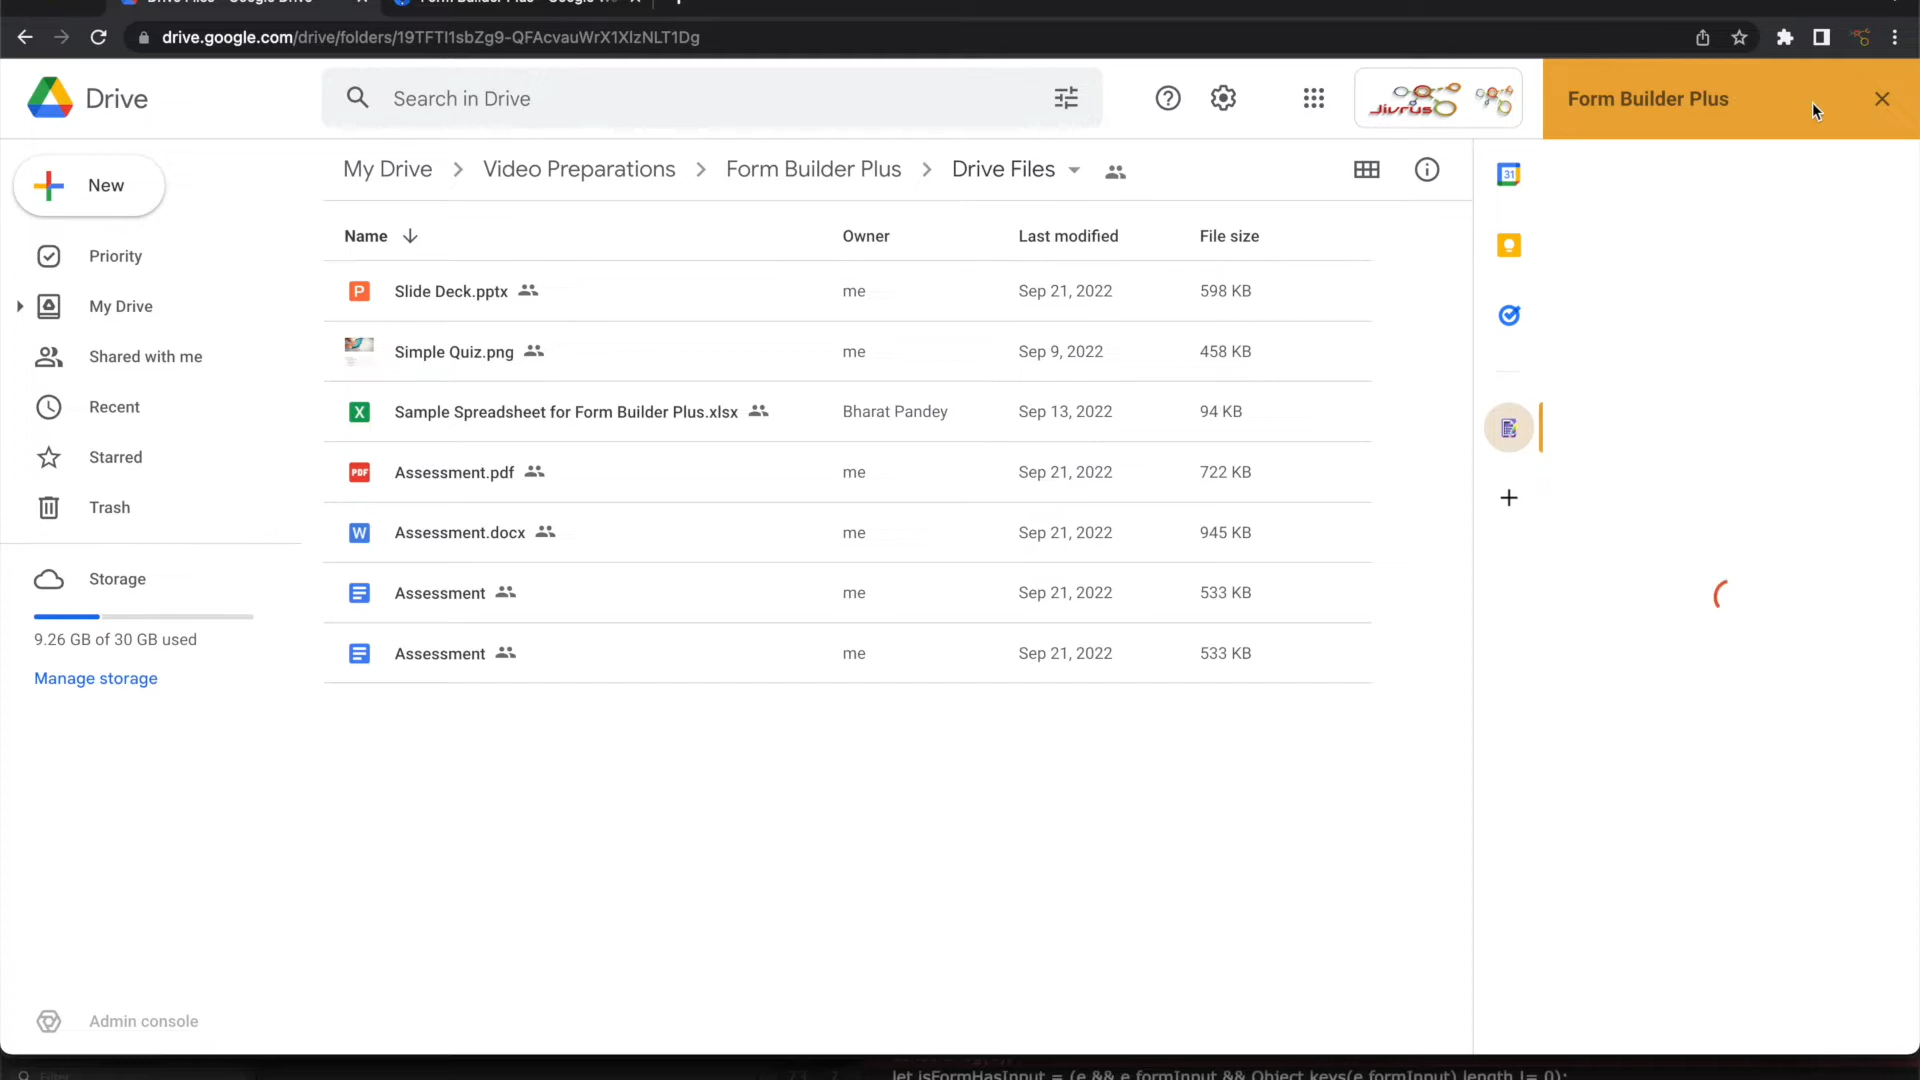 drive.google.com/drive/folders/19TFTI1sbZg9-QFAcvauWrX1XIzNLT1Dg
Drive
Search in Drive
Jivrus
Form Builder Plus
New
My Drive
Video Preparations
Form Builder Plus
Drive Files
31
Name
Owner
Last modified
File size
Priority
My Drive
Shared with me
Recent
Starred
Trash
Storage
9.26 GB of 30 GB used
Manage storage
P Slide Deck.pptx me Sep 21, 2022 598 KB
Simple Quiz.png me Sep 9, 2022 458 KB
X Sample Spreadsheet for Form Builder Plus.xlsx Bharat Pandey Sep 13, 2022 94 KB
PDF Assessment.pdf me Sep 21, 2022 722 KB
W Assessment.docx me Sep 21, 2022 945 KB
Assessment me Sep 21, 2022 533 KB
Assessment me Sep 21, 2022 533 KB
Admin console
let isFormHasInput = (e && e.formInput && Object.keys(e.formInput).length != 0);